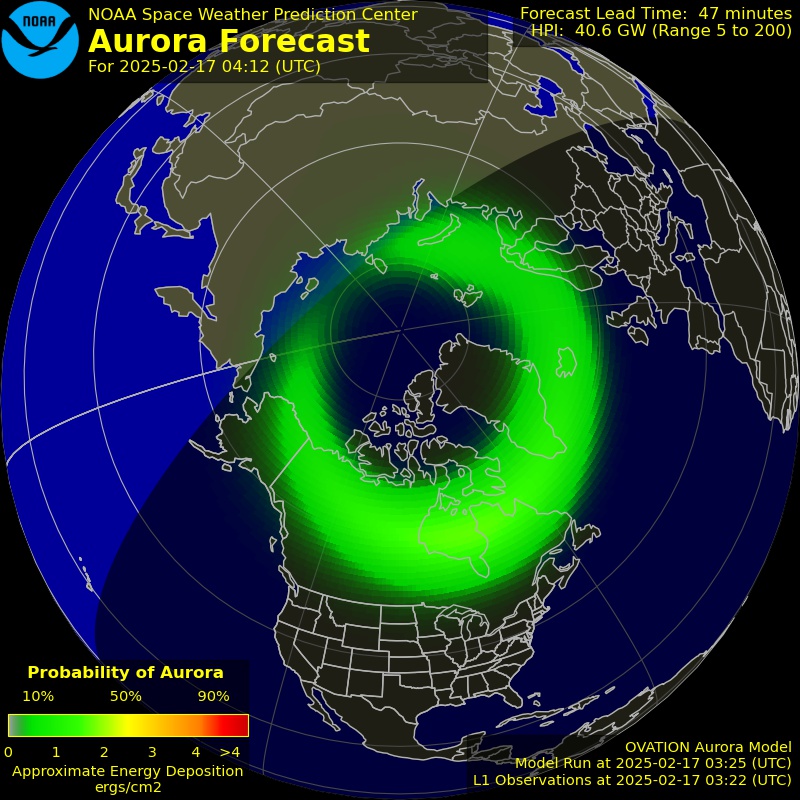 NOAA
NOAA Space Weather Prediction Center
Aurora Forecast
For 2025-02-17 04:12 (UTC)
Forecast Lead Time: 47 minutes
HPI: 40.6 GW (Range 5 to 200)
Probability of Aurora
10% 50% 90%
0 1 2 3 4 >4
Approximate Energy Deposition
ergs/cm2
OVATION Aurora Model
Model Run at 2025-02-17 03:25 (UTC)
L1 Observations at 2025-02-17 03:22 (UTC)